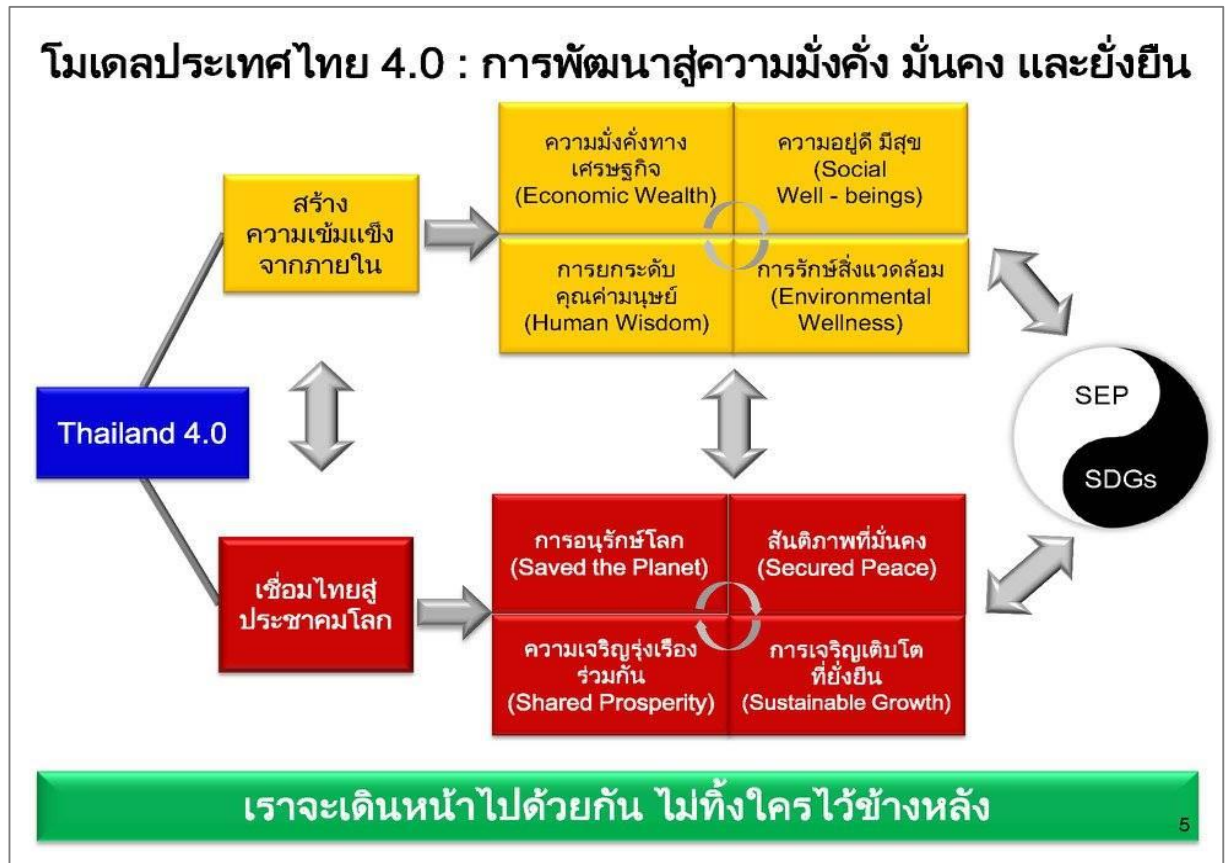 โมเดลประเทศไทย 4.0 : การพัฒนาสู่ความมั่งคั่ง มั่นคง และยั่งยืน
ความมั่งคั่งทาง
เศรษฐกิจ
(Economic Wealth)
ความอยู่ดี มีสุข
(Social
Well - beings)
สร้าง
ความเข้มแข็ง
จากภายใน
การยกระดับ
คุณค่ามนุษย์
(Human Wisdom)
การรักษ์สิ่งแวดล้อม
(Environmental
Wellness)
SEP
SDGs
Thailand 4.0
การอนุรักษ์โลก
(Saved the Planet)
สันติภาพที่มั่นคง
(Secured Peace)
เชื่อมไทยสู่
ประชาคมโลก
ความเจริญรุ่งเรือง
ร่วมกัน
(Shared Prosperity)
การเจริญเติบโต
ที่ยั่งยืน
(Sustainable Growth)
เราจะเดินหน้าไปด้วยกัน ไม่ทิ้งใครไว้ข้างหลัง
5